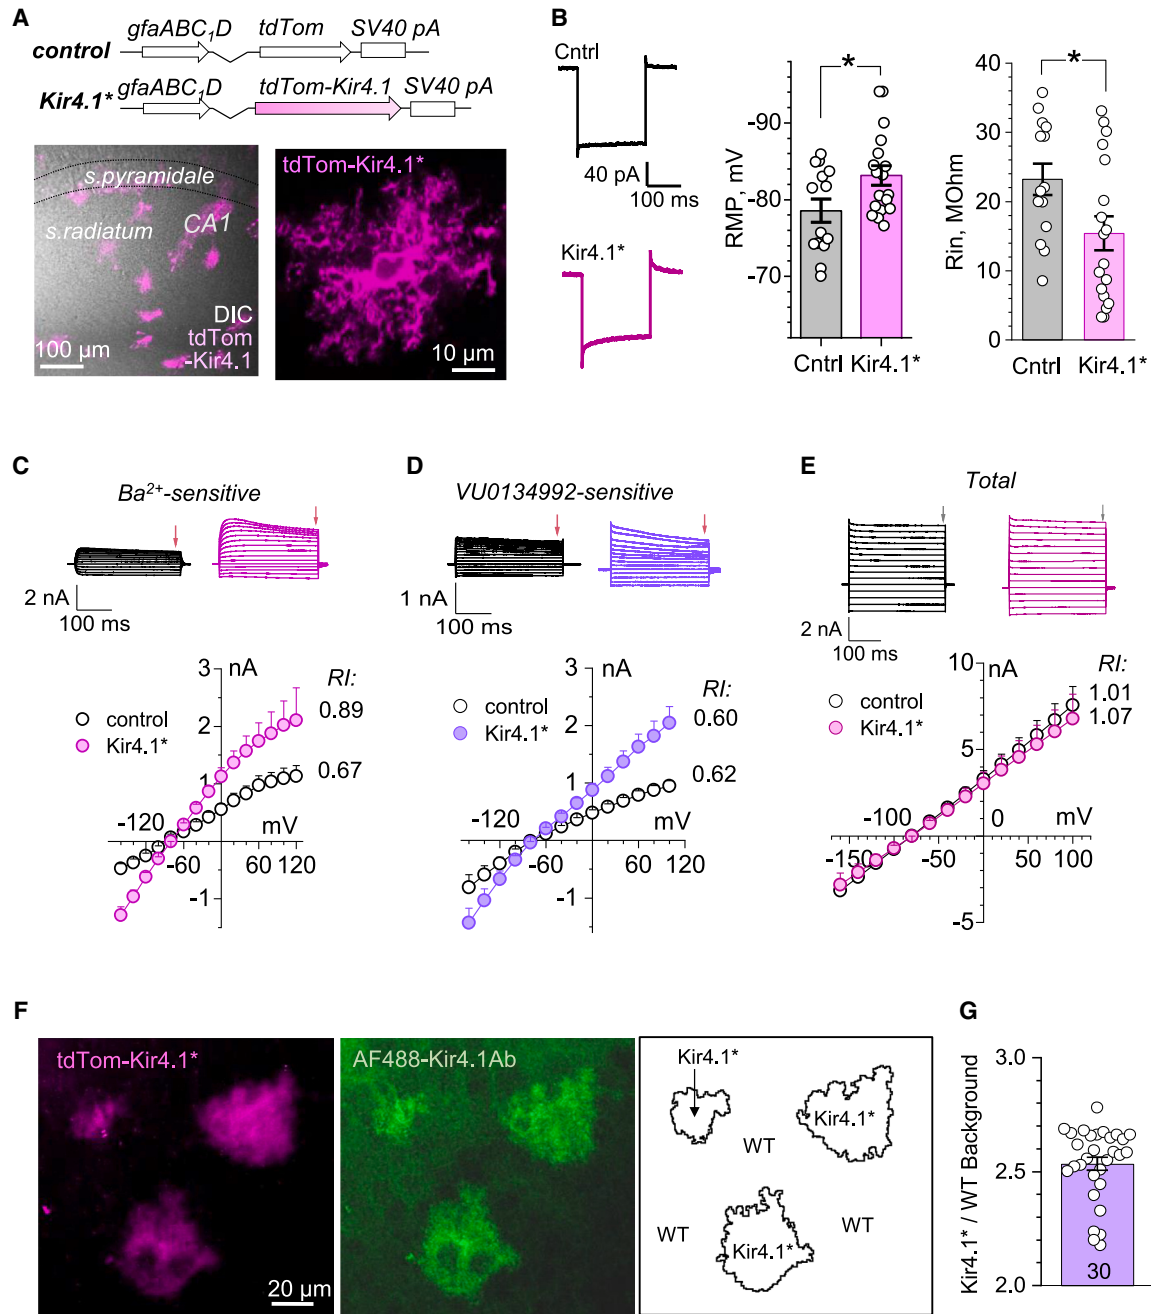 A
gfaABC1D tdTom SV40 pA
control
gfaABC1D tdTom-Kir4.1 SV40 pA
Kir4.1*
s.pyramidale
s.radiatum CA1
DIC
tdTom
-Kir4.1
100 µm
tdTom-Kir4.1*
10 µm
B
Cntrl
40 pA
100 ms
Kir4.1*
RMP, mV
-90
-80
-70
*
Cntrl Kir4.1*
Rin, MOhm
40
30
20
10
0
*
Cntrl Kir4.1*
C
Ba2+-sensitive
2 nA
100 ms
3 nA
2
1
-1
-120
-60
60 120
mV
control
Kir4.1*
RI:
0.89
0.67
D
VU0134992-sensitive
1 nA
100 ms
3 nA
2
1
-1
-120
-60
60 120
mV
control
Kir4.1*
RI:
0.60
0.62
E
Total
2 nA
100 ms
10 nA
5
-5
-150
-100
-50
0
50 100
mV
control
Kir4.1*
RI:
1.01
1.07
F
tdTom-Kir4.1*
20 µm
AF488-Kir4.1Ab
Kir4.1*
Kir4.1*
WT
WT
WT
Kir4.1*
G
Kir4.1* / WT Background
3.0
2.5
2.0
30